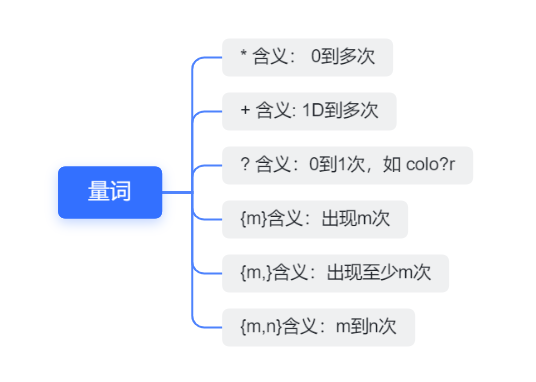 * 含义： 0到多次
+ 含义: 1D到多次
? 含义：0到1次，如 colo?r
量词
{m}含义：出现m次
{m,}含义：出现至少m次
{m,n}含义：m到n次